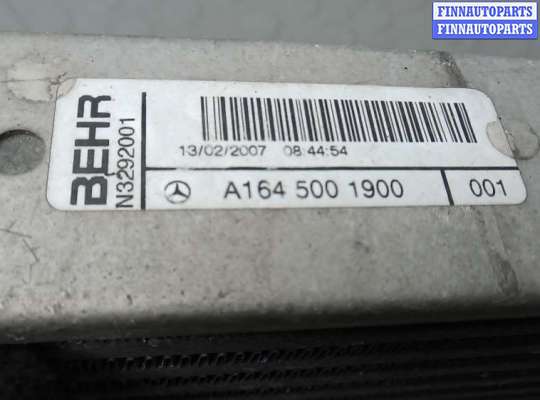 FINNAUTOPARTS
FINNAUTOPARTS
BEHR
N3292001
13/02/2007 08:44:54
A164 500 1900
001